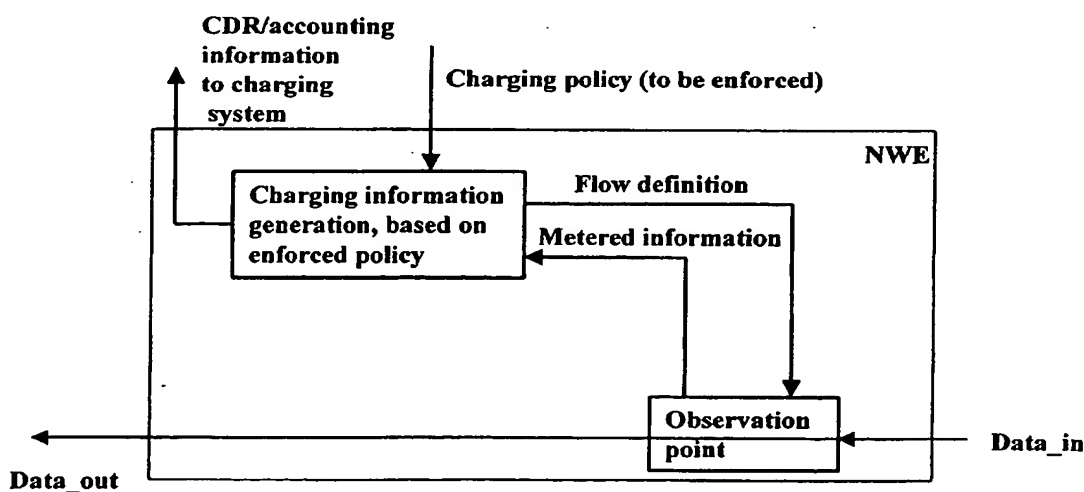 CDR/accounting
information
to charging
system
Charging policy (to be enforced)
NWE
Charging information
generation, based on
enforced policy
Flow definition
Metered information
Observation
point
Data_in
Data_out